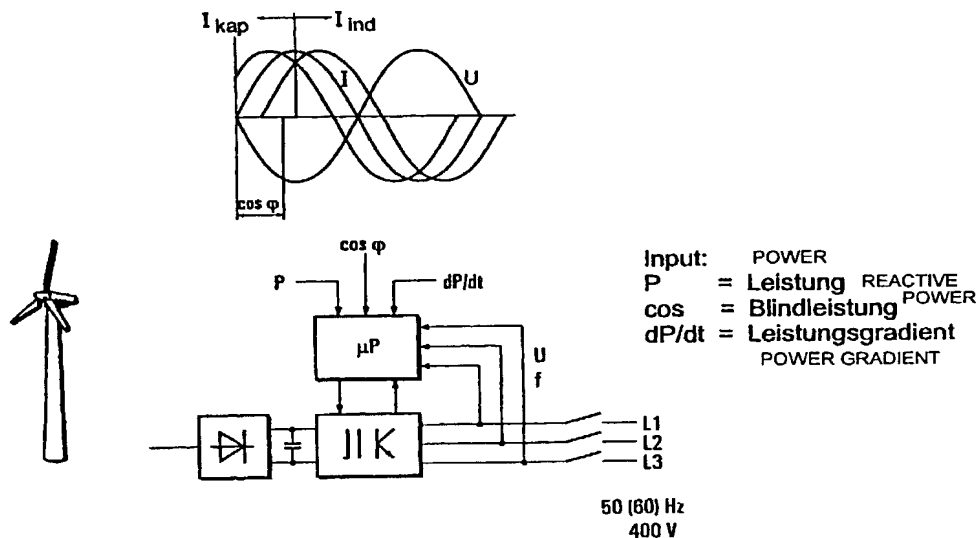 I kap I ind
I U
cos φ
cos φ
P dP/dt
μP
U
f
L1
L2
L3
50 (60) Hz
400 V
Input: POWER
P = Leistung REACTIVE
cos = Blindleistung POWER
dP/dt = Leistungsgradient
POWER GRADIENT